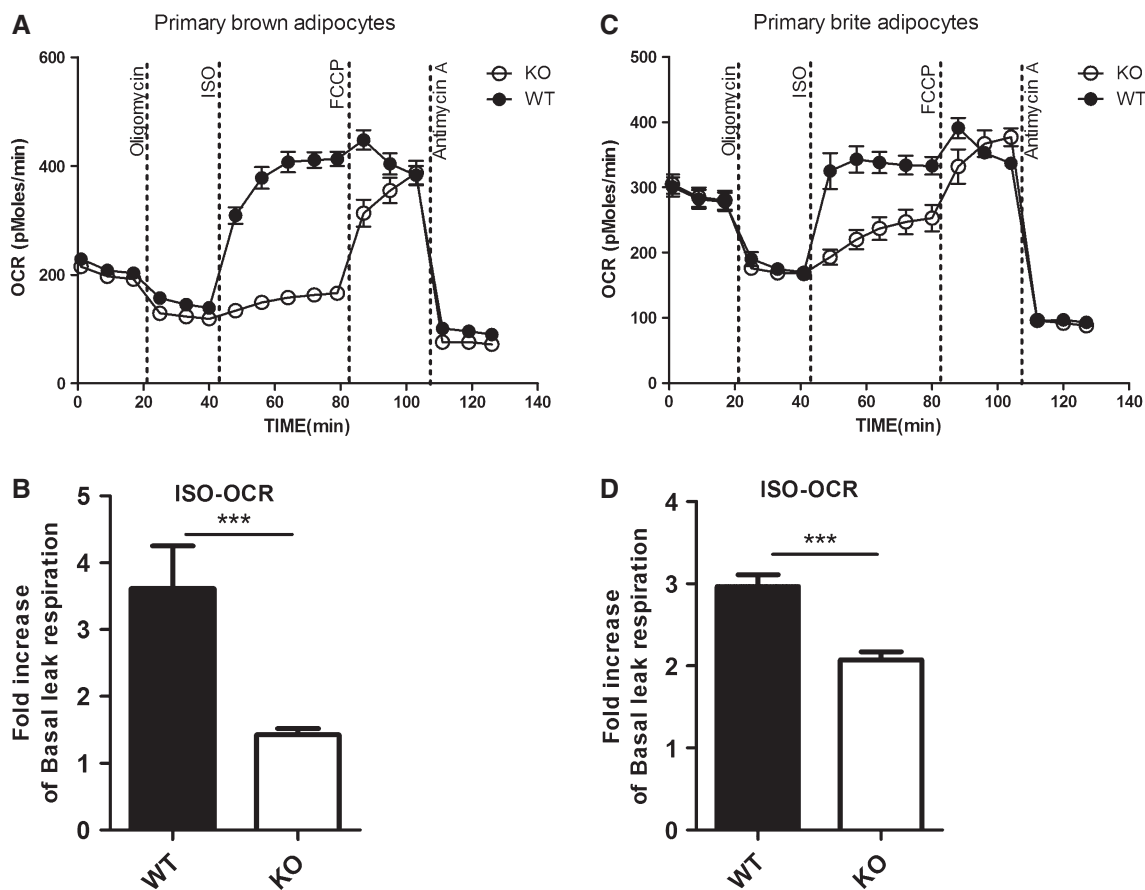 A
Primary brown adipocytes
600
400
200
0
OCR (pMoles/min)
Oligomycin
ISO
FCCP
Antimycin A
KO
WT
0 20 40 60 80 100 120 140
TIME(min)
C
Primary brite adipocytes
500
400
300
200
100
0
OCR (pMoles/min)
Oligomycin
ISO
FCCP
Antimycin A
KO
WT
0 20 40 60 80 100 120 140
TIME(min)
B
ISO-OCR
***
5
4
3
2
1
0
Fold increase
of Basal leak respiration
WT KO
D
ISO-OCR
***
4
3
2
1
0
Fold increase
of Basal leak respiration
WT KO